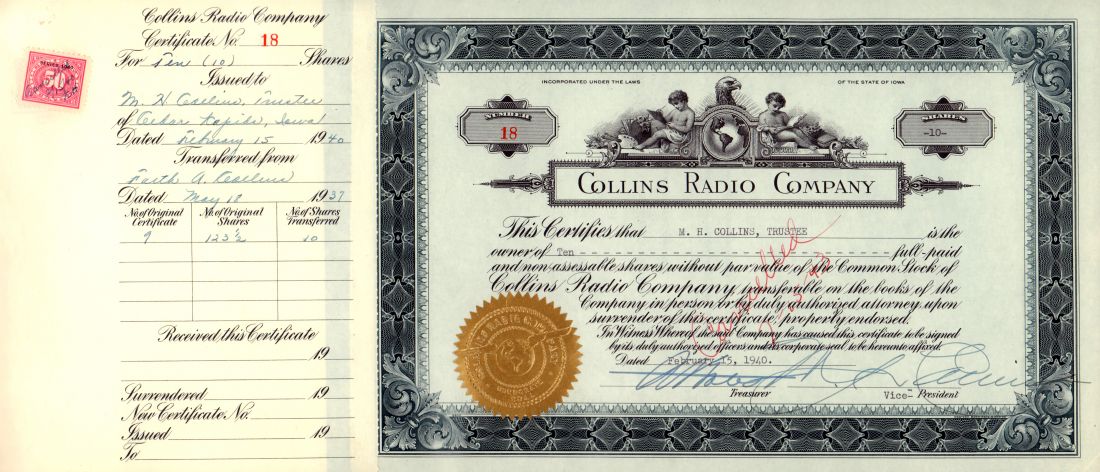 Collins Radio Company
Certificate No. 18
For Ten (10) Shares
Issued to
M. H. Collins, Trustee
of Cedar Rapids, Iowa
Dated February 15 1940
Transferred from
Faith A. Collins
Dated May 18 1937
No. of Original Certificate No. of Original Shares No. of Shares Transferred
9 123 ½ 10
Received this Certificate
19
Surrendered 19
New Certificate No.
Issued 19
To
50
INCORPORATED UNDER THE LAWS OF THE STATE OF IOWA
NUMBER
18
SHARES
-10-
COLLINS RADIO COMPANY
This Certifies that M. H. COLLINS, TRUSTEE is the
owner of Ten full-paid
and non-assessable shares without par value of the Common Stock of
Collins Radio Company transferable on the books of the
Company in person or by duly authorized attorney upon
surrender of this certificate properly endorsed.
In Witness Whereof the said Company has caused this certificate to be signed
by its duly authorized officers and its corporate seal to be hereunto affixed.
Dated February 15, 1940.
Treasurer Vice- President
Cancelled